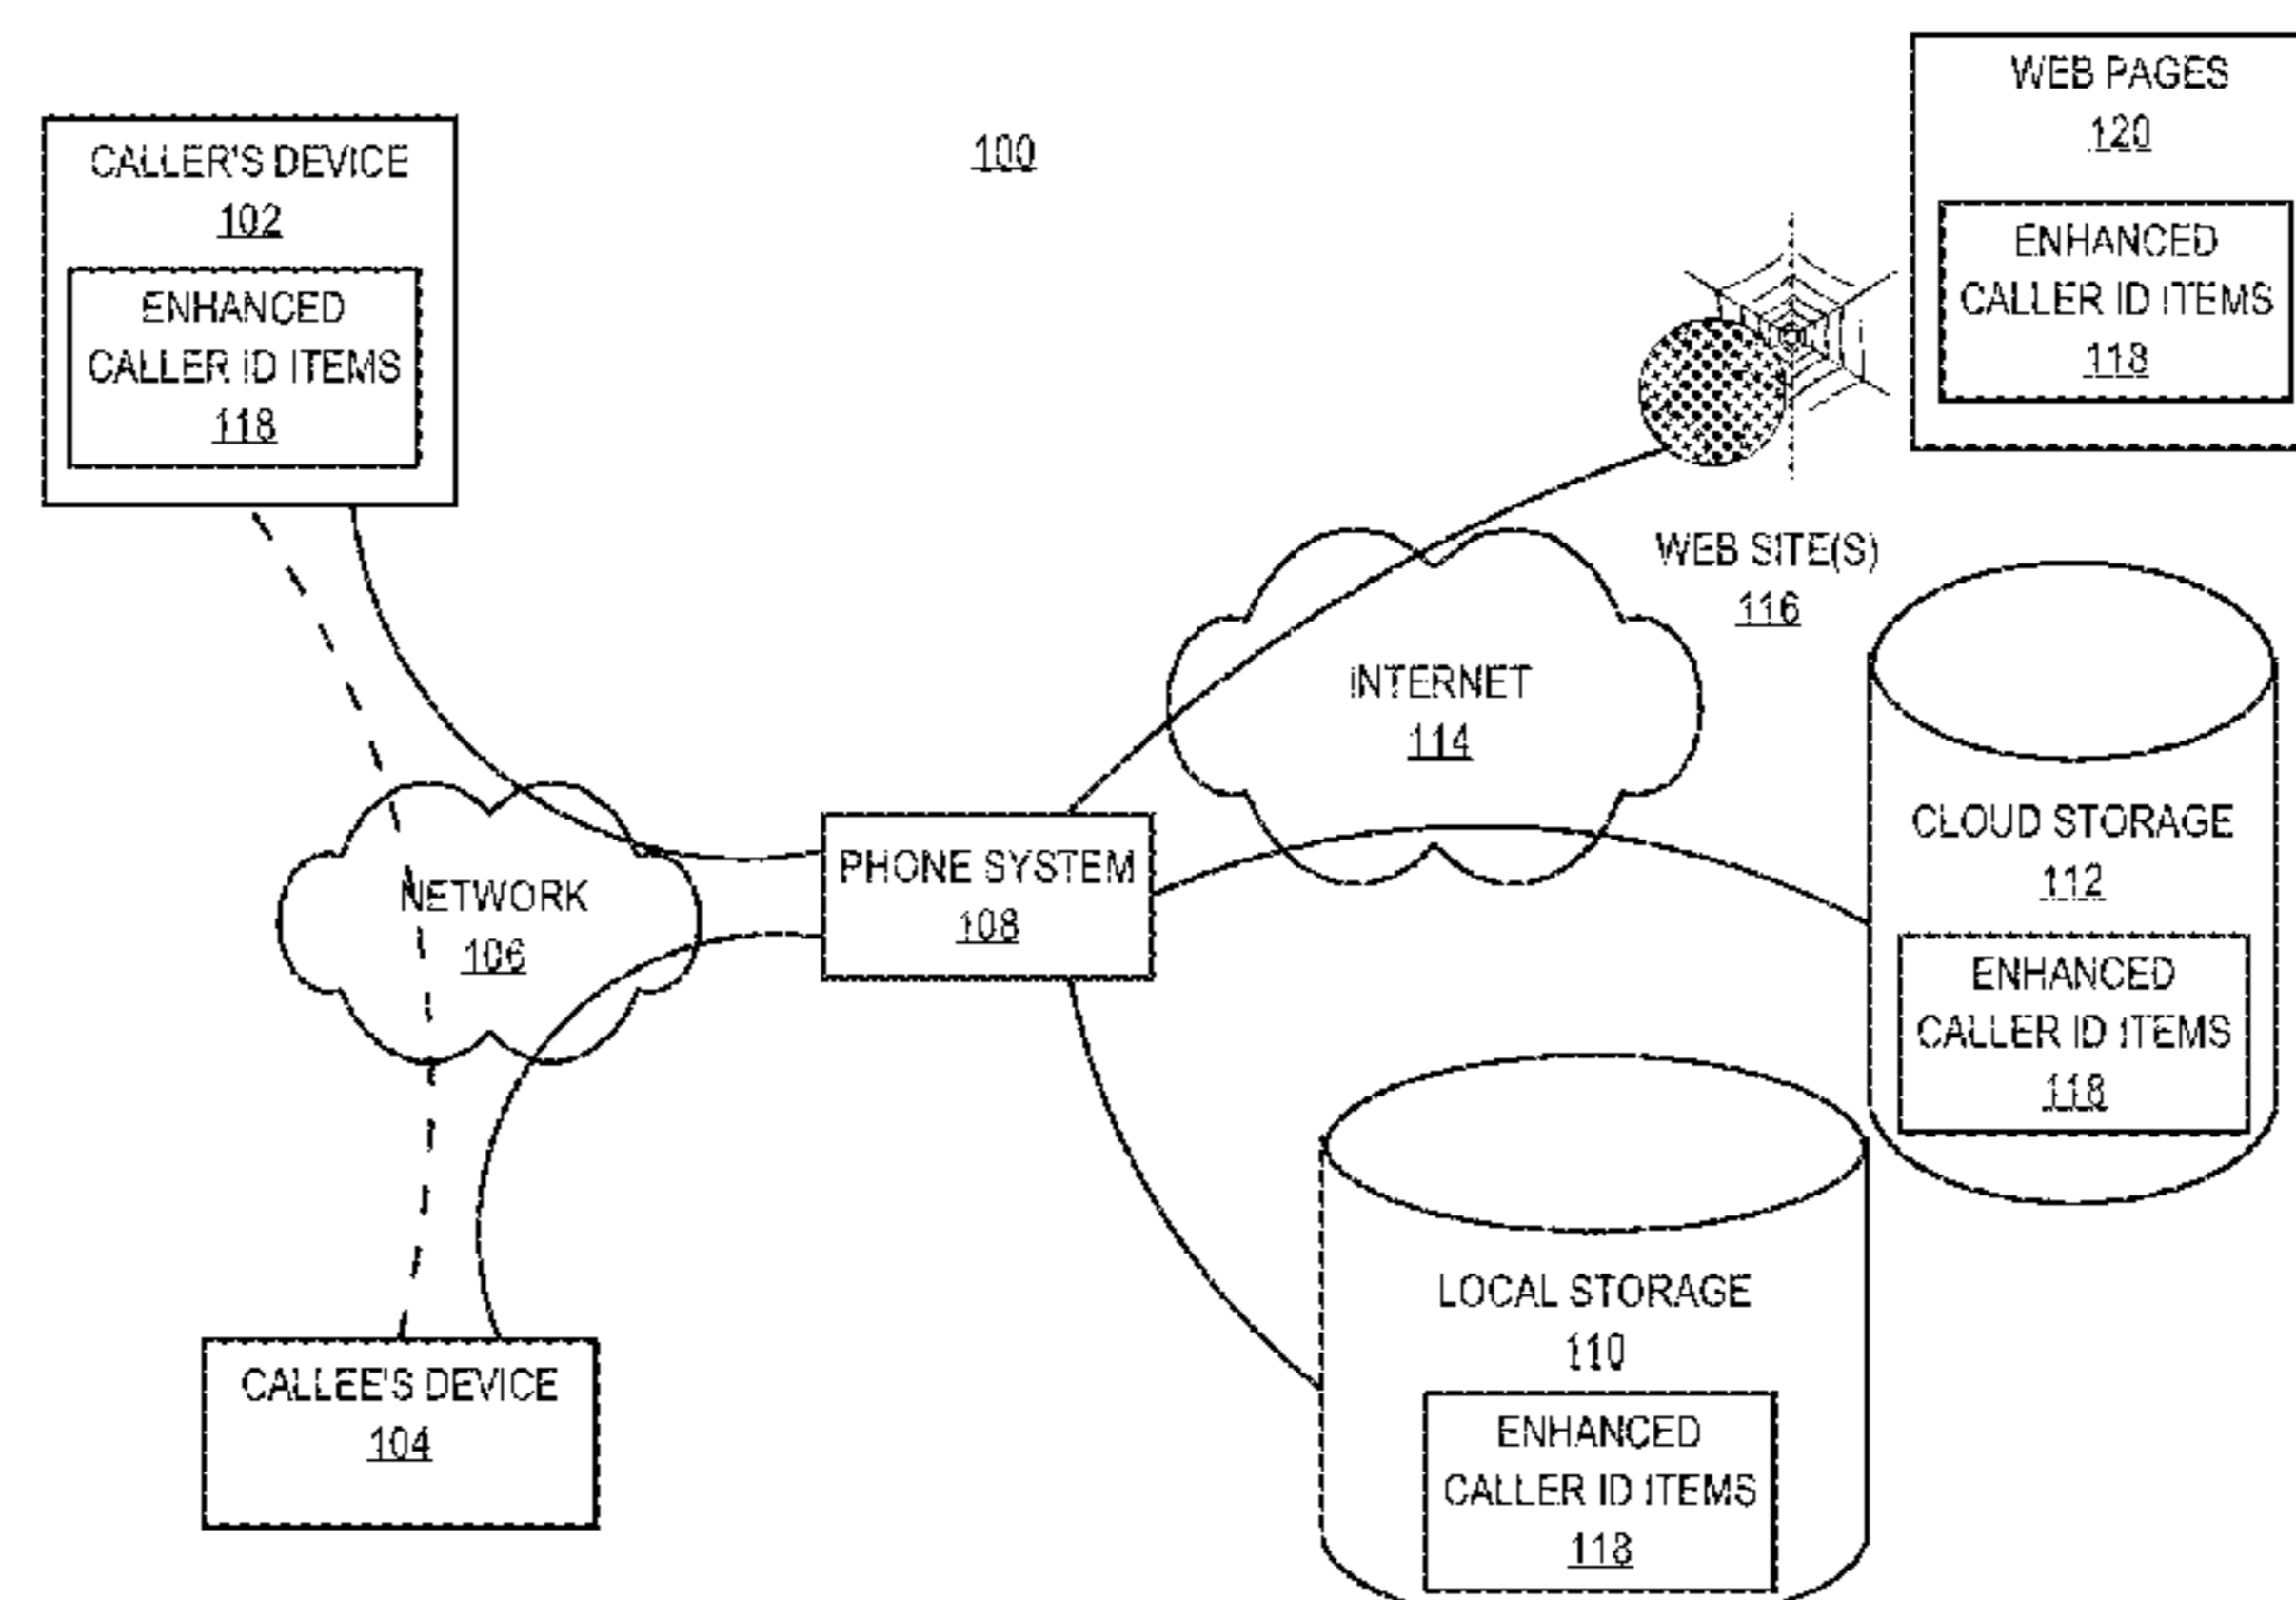 100
CALLER'S DEVICE
102
ENHANCED
CALLER ID ITEMS
118
WEB PAGES
120
ENHANCED
CALLER ID ITEMS
118
WEB SITE(S)
116
INTERNET
114
NETWORK
106
PHONE SYSTEM
108
CLOUD STORAGE
112
ENHANCED
CALLER ID ITEMS
118
CALLEE'S DEVICE
104
LOCAL STORAGE
110
ENHANCED
CALLER ID ITEMS
118